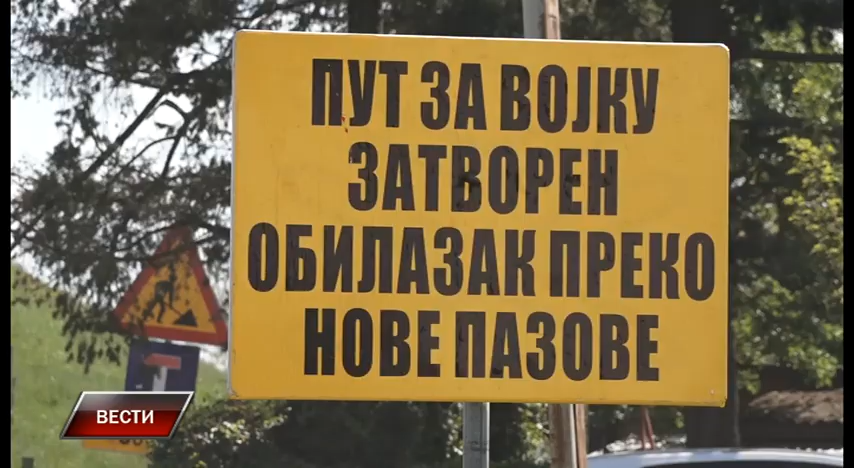 ПУТ ЗА ВОЈКУ
ЗАТВОРЕН
ОБИЛАЗАК ПРЕКО
НОВЕ ПАЗОВЕ
ВЕСТИ